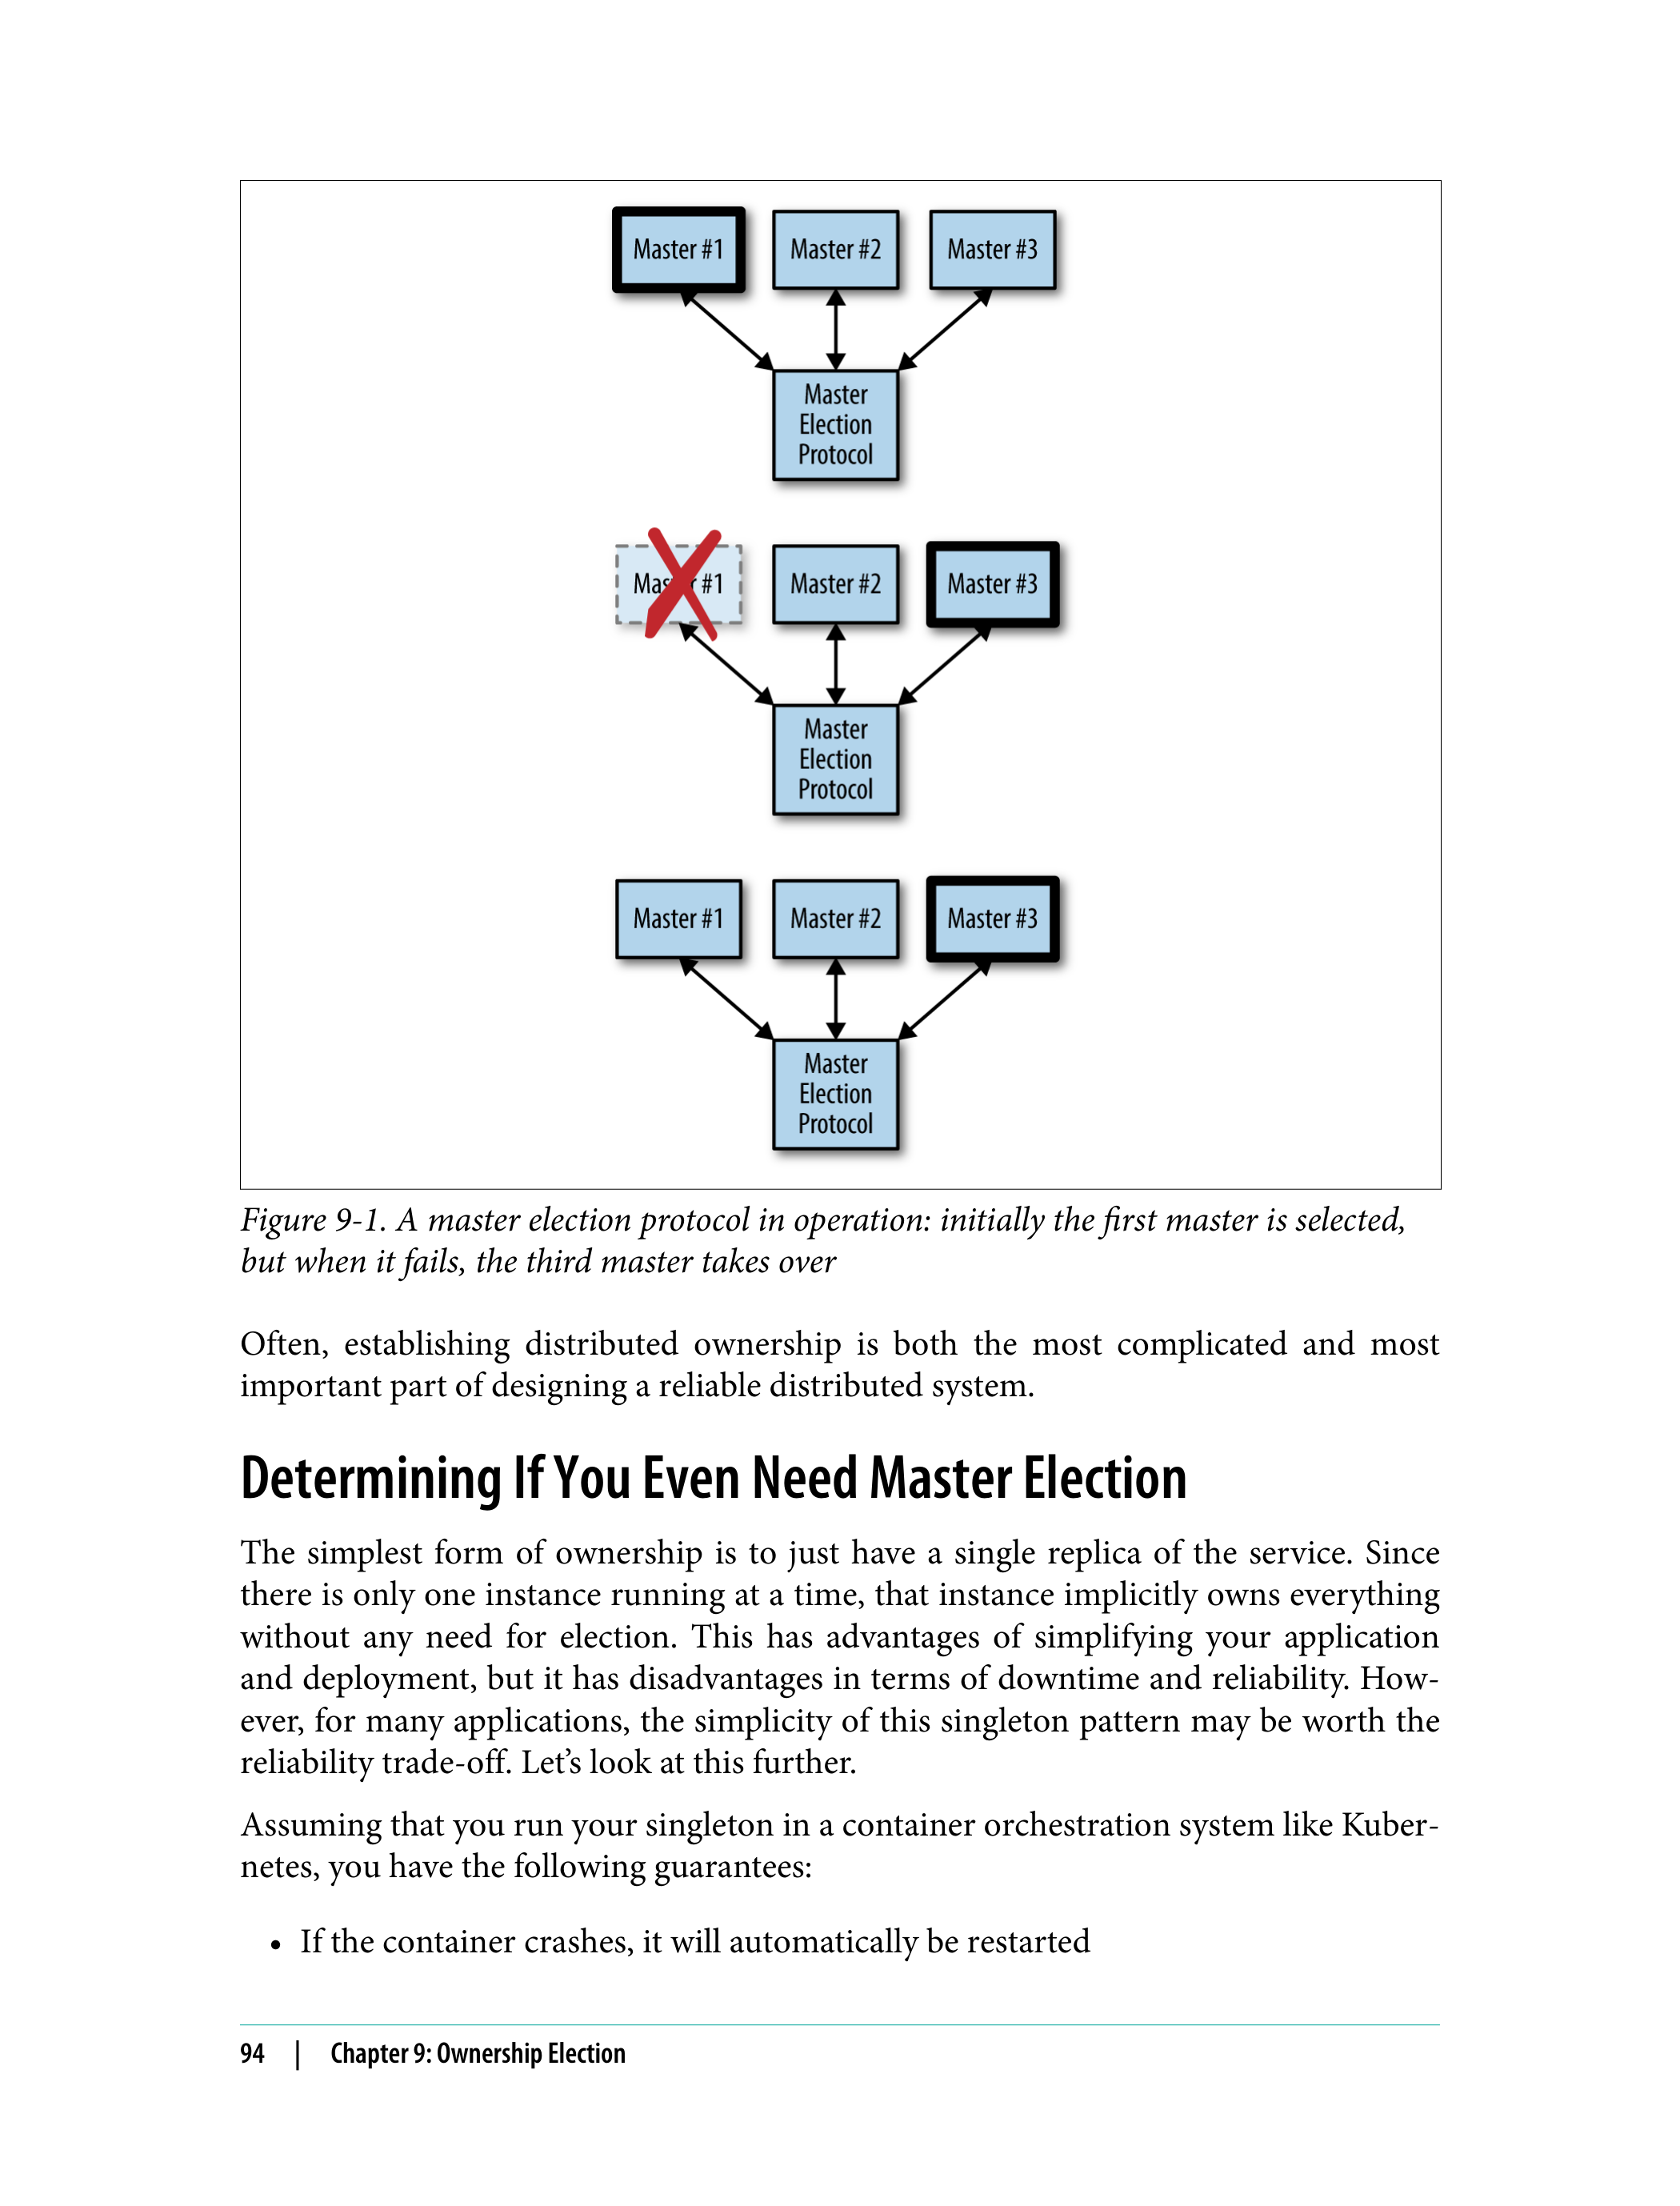 Master #1 Master #2 Master #3
Master
Election
Protocol
Master #1 Master #2 Master #3
Master
Election
Protocol
Master #1 Master #2 Master #3
Master
Election
Protocol
Figure 9-1. A master election protocol in operation: initially the first master is selected,
but when it fails, the third master takes over
Often, establishing distributed ownership is both the most complicated and most
important part of designing a reliable distributed system.
Determining If You Even Need Master Election
The simplest form of ownership is to just have a single replica of the service. Since
there is only one instance running at a time, that instance implicitly owns everything
without any need for election. This has advantages of simplifying your application
and deployment, but it has disadvantages in terms of downtime and reliability. How-
ever, for many applications, the simplicity of this singleton pattern may be worth the
reliability trade-off. Let’s look at this further.
Assuming that you run your singleton in a container orchestration system like Kuber-
netes, you have the following guarantees:
• If the container crashes, it will automatically be restarted
94 | Chapter 9: Ownership Election